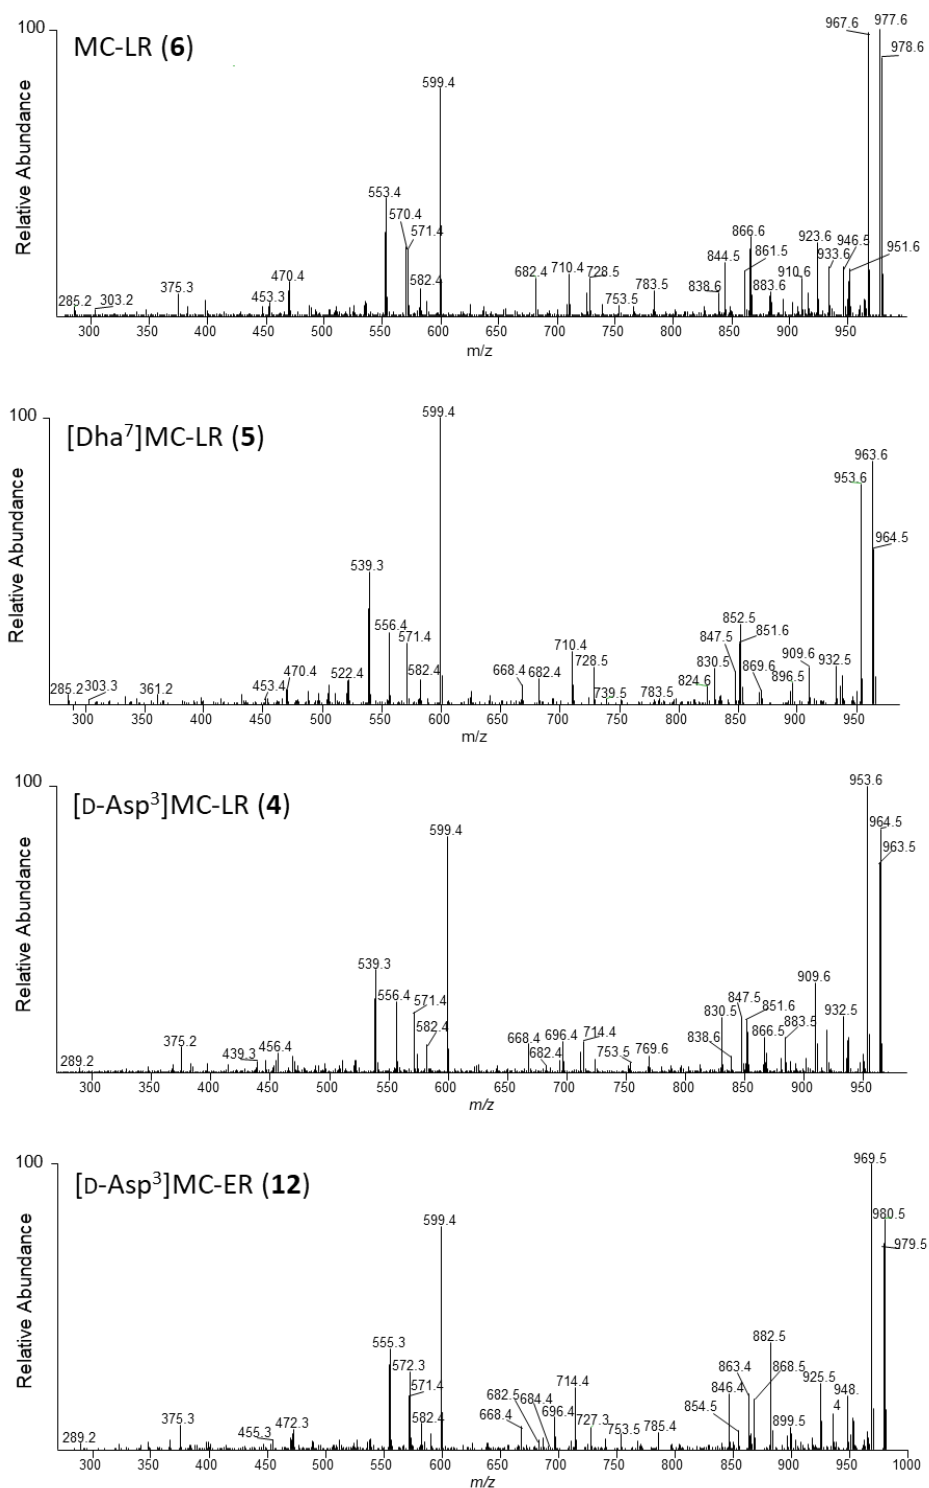 MC-LR (6)
100
Relative Abundance
285.2 303.2 375.3 453.3 470.4 553.4 570.4 571.4 582.4 599.4 682.4 710.4 728.5 753.5 783.5 838.6 844.5 866.6 861.5 883.6 910.6 923.6 933.6 946.5 951.6 967.6 977.6 978.6
300 350 400 450 500 550 600 650 700 750 800 850 900 950
m/z
[Dha7]MC-LR (5)
100
Relative Abundance
285.2 303.3 361.2 453.4 470.4 522.4 539.3 556.4 571.4 582.4 599.4 668.4 682.4 710.4 728.5 739.5 783.5 824.6 830.5 847.5 852.5 851.6 869.6 896.5 909.6 932.5 953.6 963.6 964.5
300 350 400 450 500 550 600 650 700 750 800 850 900 950
m/z
[D-Asp3]MC-LR (4)
100
Relative Abundance
289.2 375.2 439.3 456.4 539.3 556.4 571.4 582.4 599.4 668.4 682.4 696.4 714.4 753.5 769.6 838.6 830.5 847.5 851.6 866.5 883.5 909.6 932.5 953.6 964.5 963.5
300 350 400 450 500 550 600 650 700 750 800 850 900 950
m/z
[D-Asp3]MC-ER (12)
100
Relative Abundance
289.2 375.3 455.3 472.3 555.3 572.3 571.4 582.4 599.4 668.4 682.5 684.4 696.4 714.4 727.3 753.5 785.4 854.5 846.4 863.4 882.5 868.5 899.5 925.5 948.4 969.5 980.5 979.5
300 350 400 450 500 550 600 650 700 750 800 850 900 950 1000
m/z